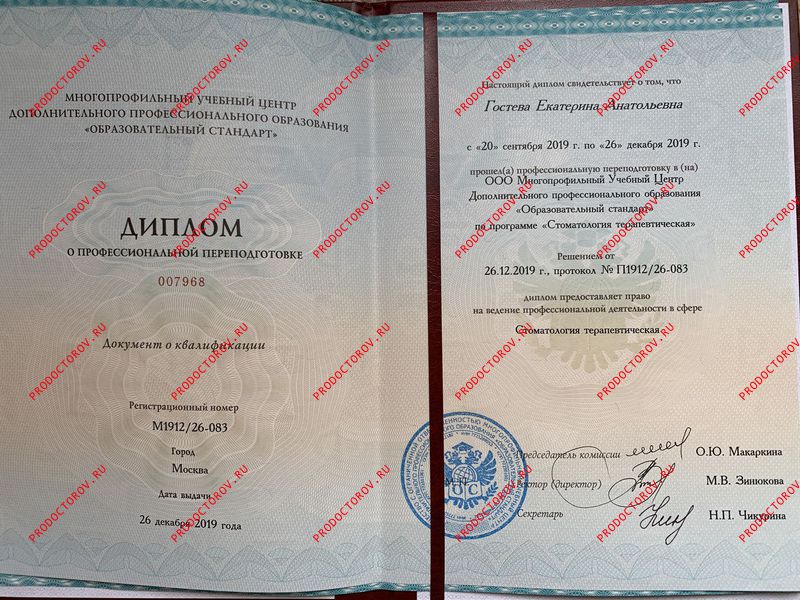 МНОГОПРОФИЛЬНЫЙ УЧЕБНЫЙ ЦЕНТР
ДОПОЛНИТЕЛЬНОГО ПРОФЕССИОНАЛЬНОГО ОБРАЗОВАНИЯ
«ОБРАЗОВАТЕЛЬНЫЙ СТАНДАРТ»
ДИПЛОМ
О ПРОФЕССИОНАЛЬНОЙ ПЕРЕПОДГОТОВКЕ
007968
Документ о квалификации
Регистрационный номер
М1912/26-083
Город
Москва
Дата выдачи
26 декабря 2019 года
Настоящий диплом свидетельствует о том, что
Гостева Екатерина Анатольевна
с «20» сентября 2019 г. по «26» декабря 2019 г.
прошел(а) профессиональную переподготовку в (на)
ООО Многопрофильный Учебный Центр
Дополнительного профессионального образования
«Образовательный стандарт»
по программе «Стоматология терапевтическая»
Решением от
26.12.2019 г., протокол № П1912/26-083
диплом предоставляет право
на ведение профессиональной деятельности в сфере
Стоматология терапевтическая
Председатель комиссии О.Ю. Макаркина
Ректор (директор) М.В. Зинюкова
Секретарь Н.П. Чикурина
PRODOCTOROV.RU